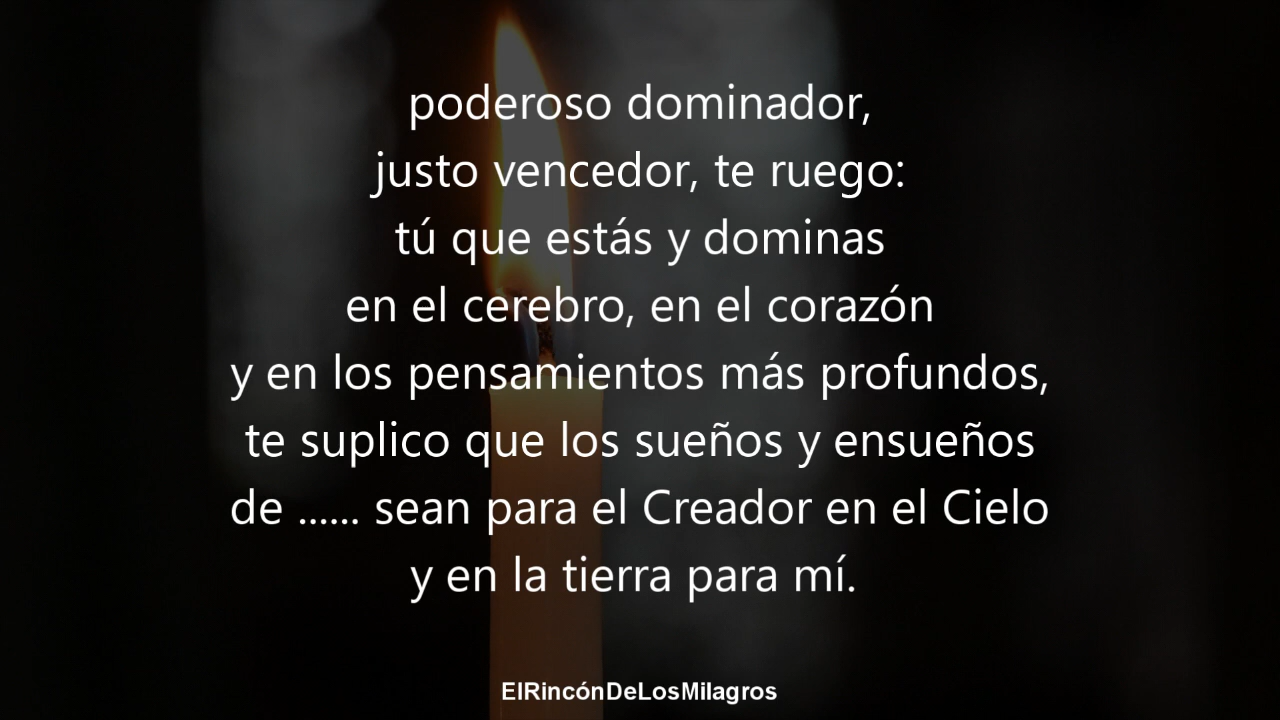 poderoso dominador,
justo vencedor, te ruego:
tú que estás y dominas
en el cerebro, en el corazón
y en los pensamientos más profundos,
te suplico que los sueños y ensueños
de ...... sean para el Creador en el Cielo
y en la tierra para mí.
ElRincónDeLosMilagros